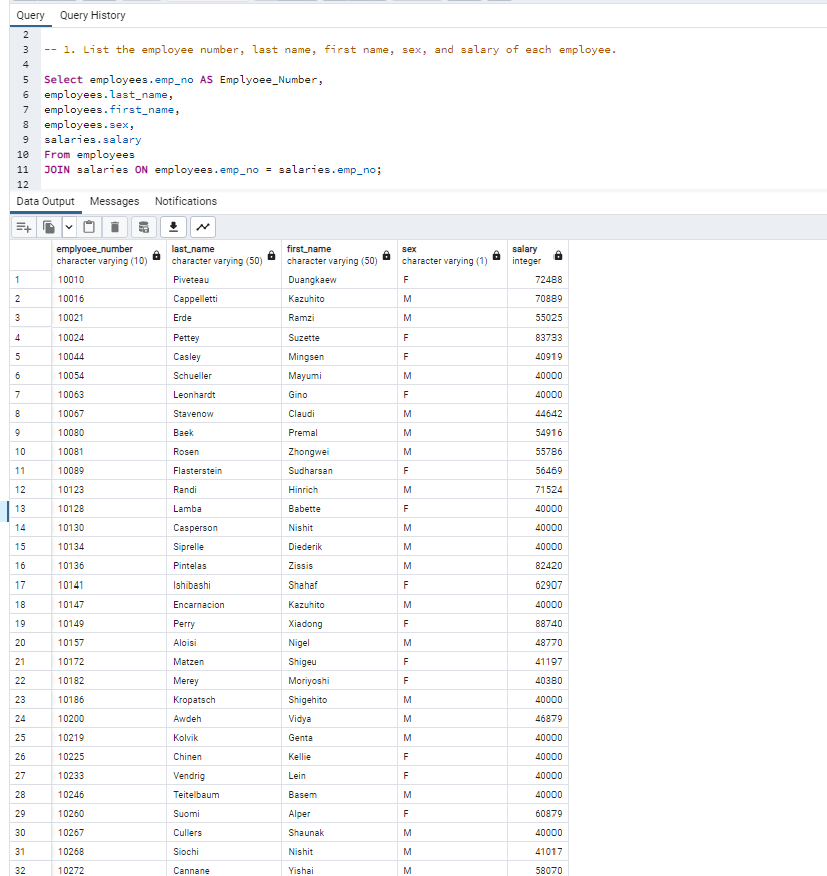 Query Query History
2
3 -- 1. List the employee number, last name, first name, sex, and salary of each employee.
4
5 Select employees.emp_no AS Emplyoee_Number,
6 employees.last_name,
7 employees.first_name,
8 employees.sex,
9 salaries.salary
10 From employees
11 JOIN salaries ON employees.emp_no = salaries.emp_no;
12
Data Output Messages Notifications
emplyoee_number last_name first_name sex salary
character varying (10) character varying (50) character varying (50) character varying (1) integer
1 10010 Piveteau Duangkaew F 72488
2 10016 Cappelletti Kazuhito M 70889
3 10021 Erde Ramzi M 55025
4 10024 Pettey Suzette F 83733
5 10044 Casley Mingsen F 40919
6 10054 Schueller Mayumi M 40000
7 10063 Leonhardt Gino F 40000
8 10067 Stavenow Claudi M 44642
9 10080 Baek Premal M 54916
10 10081 Rosen Zhongwei M 55786
11 10089 Flasterstein Sudharsan F 56469
12 10123 Randi Hinrich M 71524
13 10128 Lamba Babette F 40000
14 10130 Casperson Nishit M 40000
15 10134 Siprelle Diederik M 40000
16 10136 Pintelas Zissis M 82420
17 10141 Ishibashi Shahaf F 62907
18 10147 Encarnacion Kazuhito M 40000
19 10149 Perry Xiadong F 88740
20 10157 Aloisi Nigel M 48770
21 10172 Matzen Shigeu F 41197
22 10182 Merey Moriyoshi F 40380
23 10186 Kropatsch Shigehito M 40000
24 10200 Awdeh Vidya M 46879
25 10219 Kolvik Genta M 40000
26 10225 Chinen Kellie F 40000
27 10233 Vendrig Lein F 40000
28 10246 Teitelbaum Basem M 40000
29 10260 Suomi Alper F 60879
30 10267 Cullers Shaunak M 40000
31 10268 Siochi Nishit M 41017
32 10272 Cannane Yishai M 58070